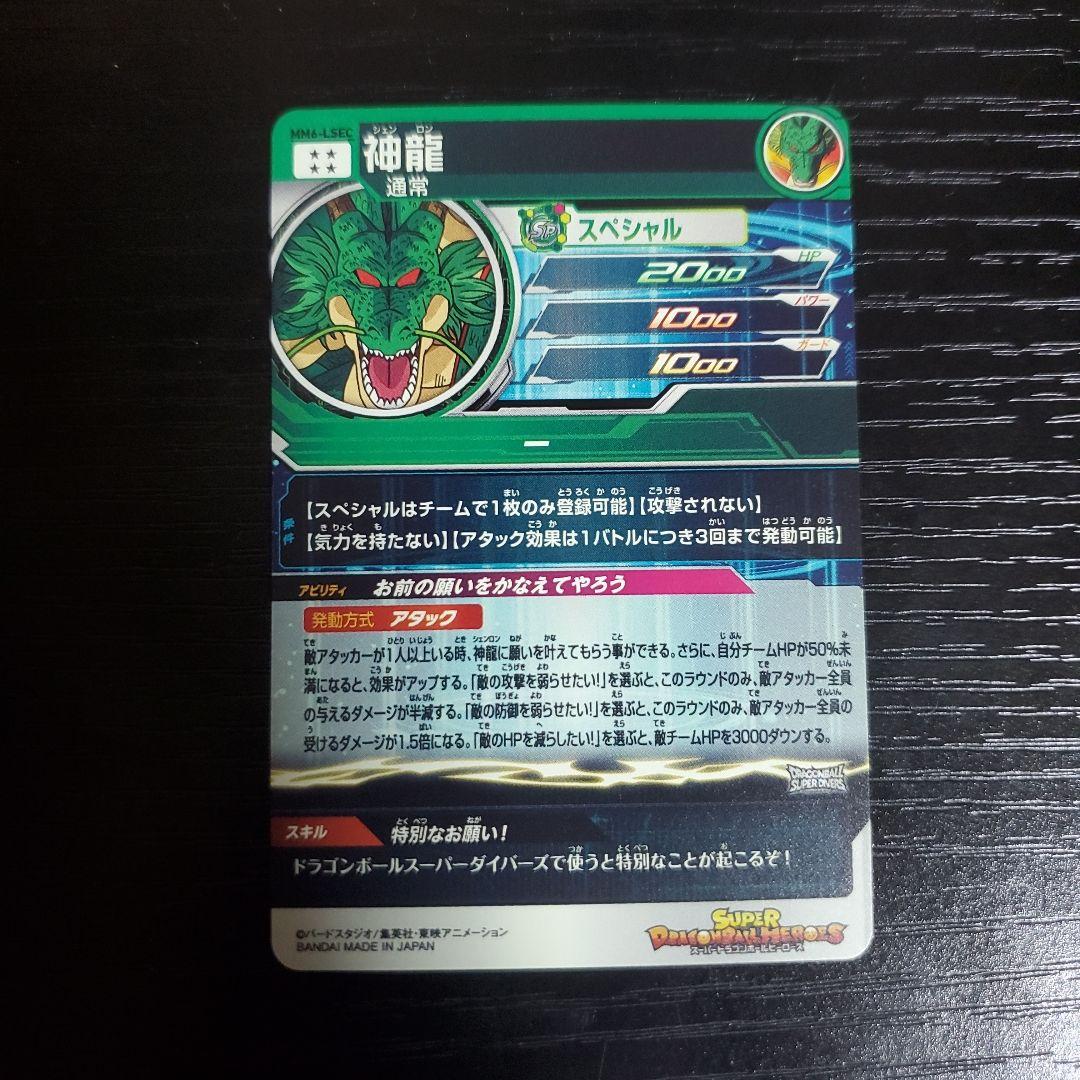 MM6-LSEC
シェン ロン
神龍
通常
SP スペシャル
HP
2000
パワー
1000
ガード
1000
ー
特性
【スペシャルはチームで1枚のみ登録可能】【攻撃されない】
【気力を持たない】【アタック効果は1バトルにつき3回まで発動可能】
アビリティ お前の願いをかなえてやろう
発動方式 アタック
敵アタッカーが1人以上いる時、神龍に願いを叶えてもらう事ができる。さらに、自分チームHPが50%未
満になると、効果がアップする。「敵の攻撃を弱らせたい!」を選ぶと、このラウンドのみ、敵アタッカー全員
の与えるダメージが半減する。「敵の防御を弱らせたい!」を選ぶと、このラウンドのみ、敵アタッカー全員の
受けるダメージが1.5倍になる。「敵のHPを減らしたい!」を選ぶと、敵チームHPを3000ダウンする。
DRAGONBALL
SUPER DIVERS
スキル 特別なお願い!
ドラゴンボールスーパーダイバーズで使うと特別なことが起こるぞ!
©バードスタジオ/集英社・東映アニメーション
BANDAI MADE IN JAPAN
SUPER
DRAGONBALL HEROES
スーパードラゴンボールヒーローズ